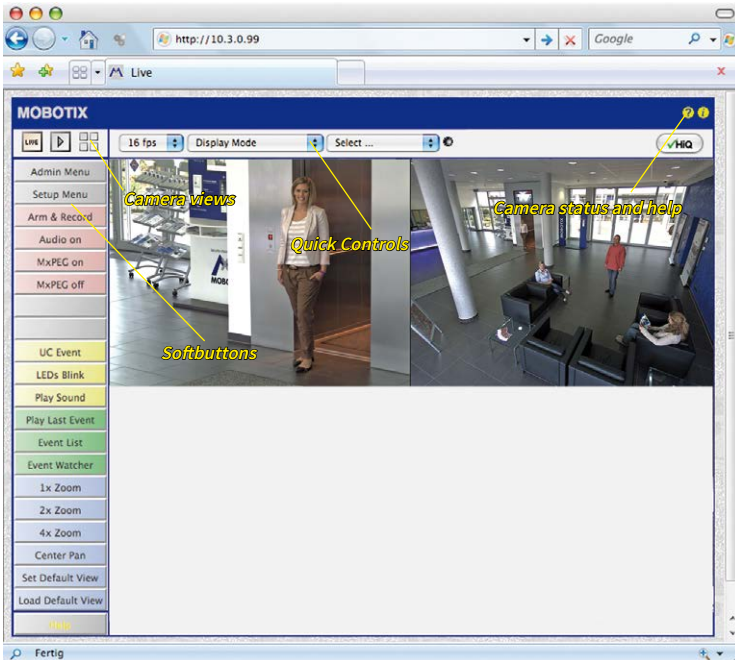 http://10.3.0.99
Google
Live
MOBOTIX
LIVE
16 fps
Display Mode
Select ...
HiQ
Admin Menu
Setup Menu
Arm & Record
Audio on
MxPEG on
MxPEG off
UC Event
LEDs Blink
Play Sound
Play Last Event
Event List
Event Watcher
1x Zoom
2x Zoom
4x Zoom
Center Pan
Set Default View
Load Default View
Camera views
Quick Controls
Camera status and help
Softbuttons
MOBO
Fertig